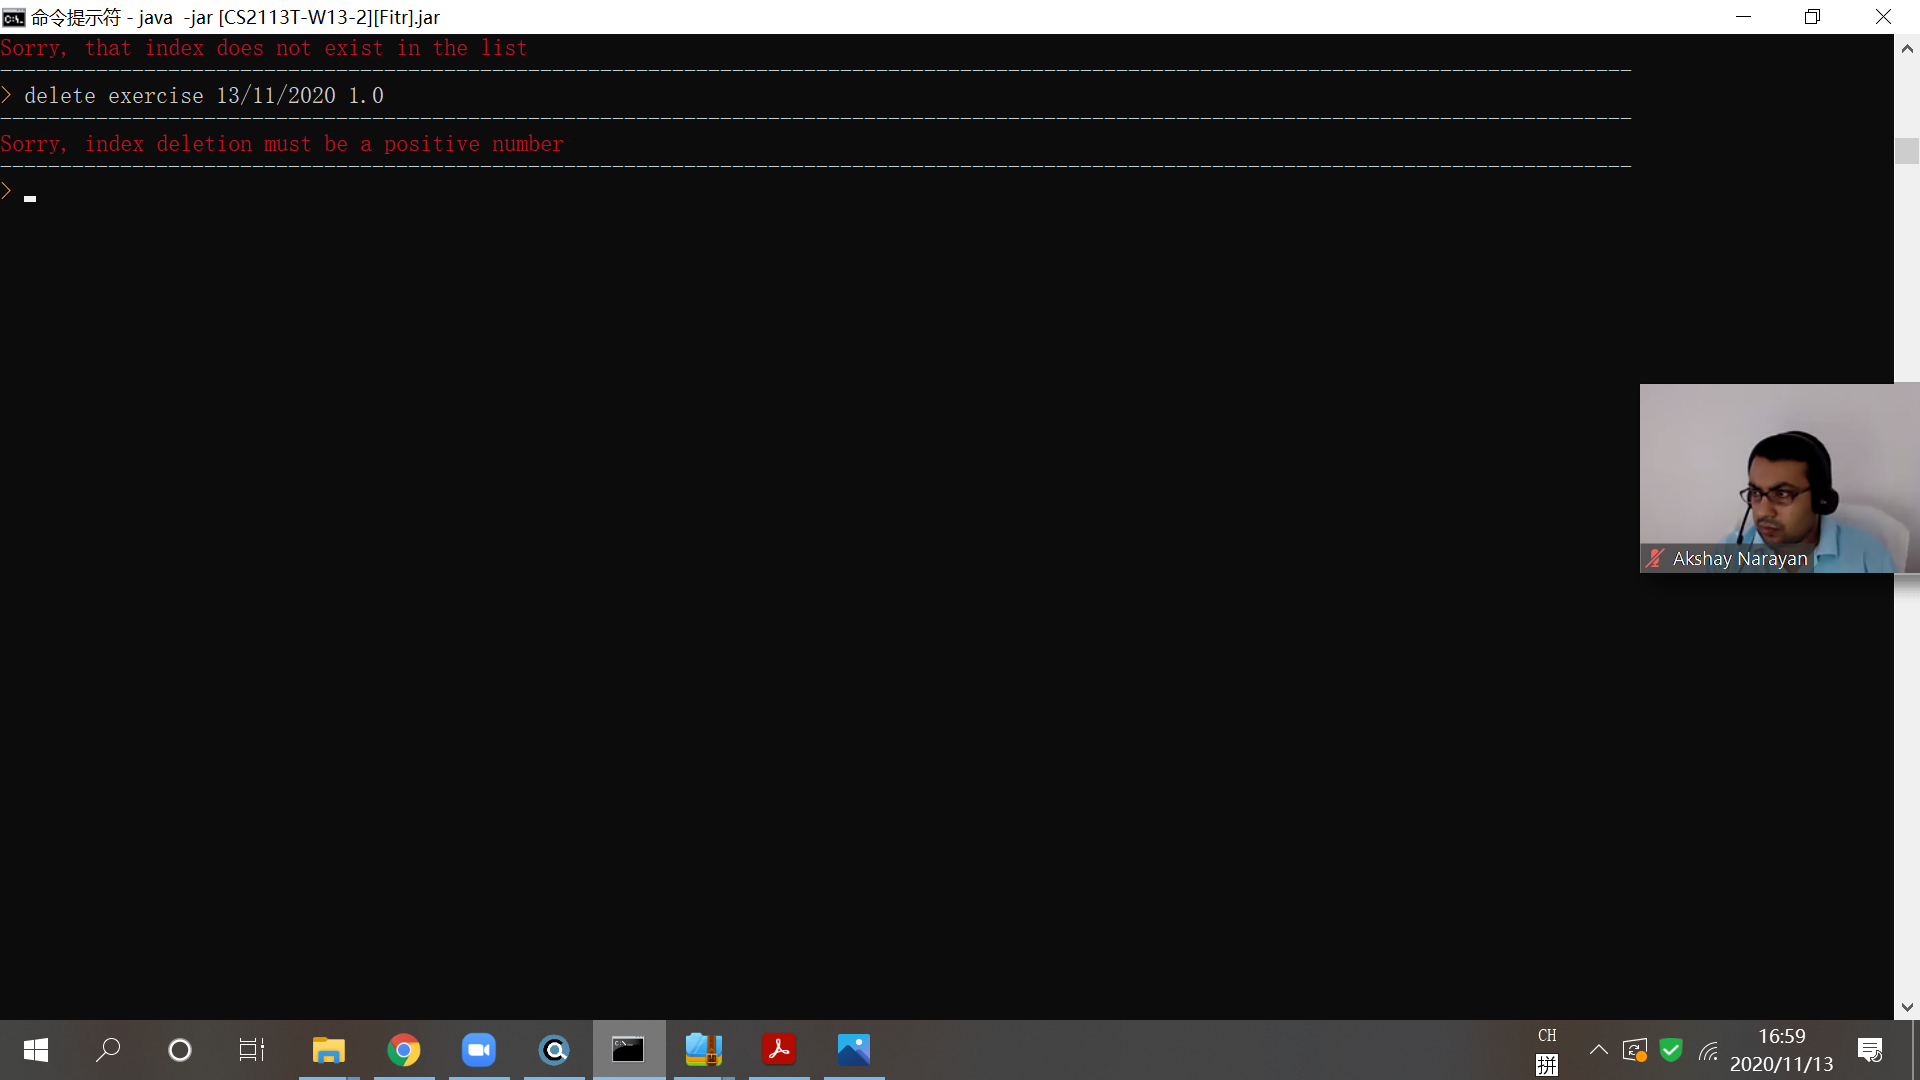 命令提示符 - java  -jar [CS2113T-W13-2][Fitr].jar
Sorry, that index does not exist in the list
> delete exercise 13/11/2020 1.0
Sorry, index deletion must be a positive number
>
Akshay Narayan
CH
拼
16:59
2020/11/13